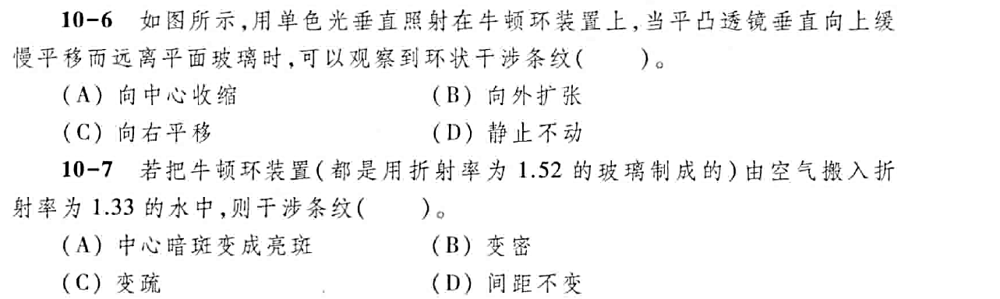 10-6 如图所示,用单色光垂直照射在牛顿环装置上,当平凸透镜垂直向上缓
慢平移而远离平面玻璃时,可以观察到环状干涉条纹(  )。
(A) 向中心收缩 (B) 向外扩张
(C) 向右平移 (D) 静止不动
10-7 若把牛顿环装置(都是用折射率为 1.52 的玻璃制成的)由空气搬入折
射率为 1.33 的水中,则干涉条纹(  )。
(A) 中心暗斑变成亮斑 (B) 变密
(C) 变疏 (D) 间距不变